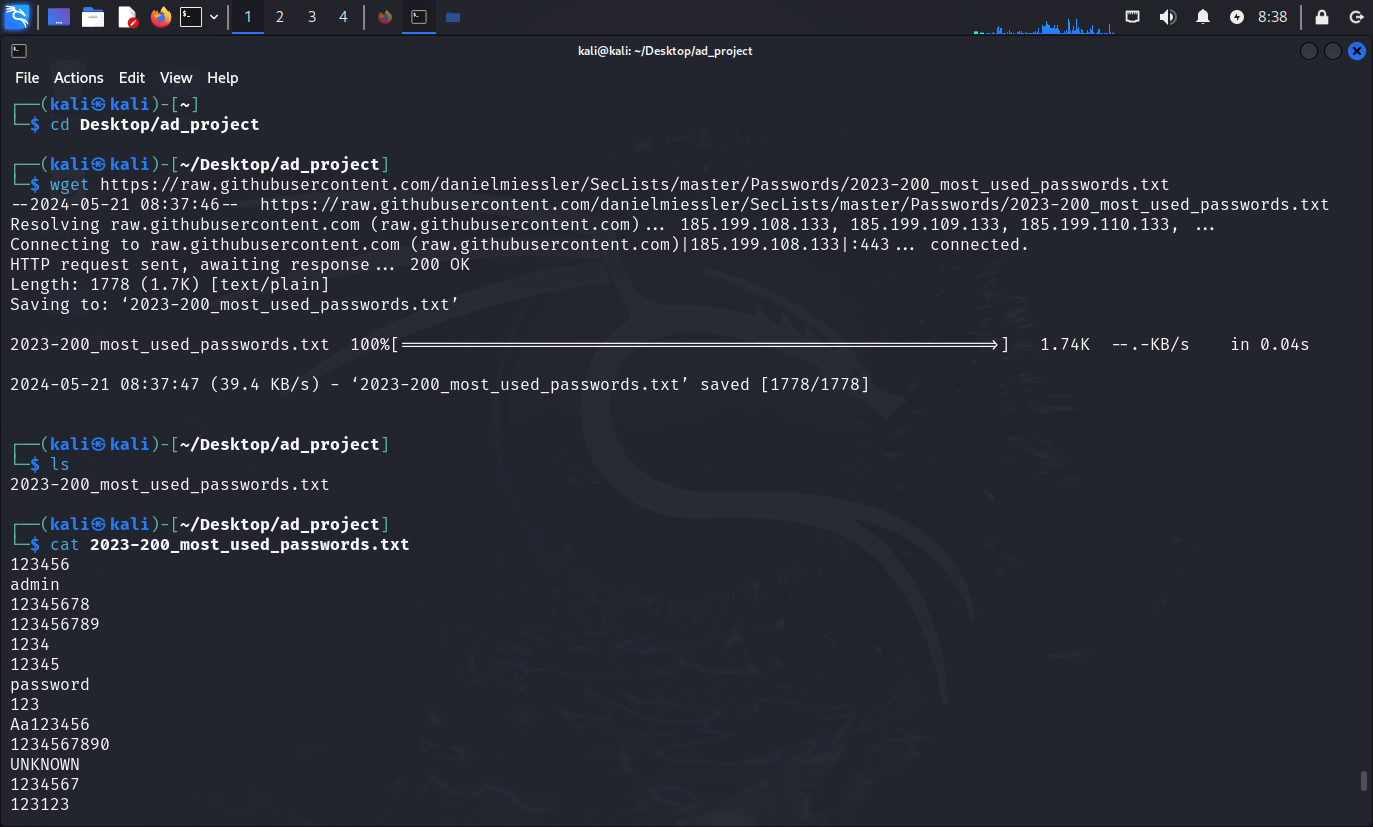 1 2 3 4 8:38
kali@kali: ~/Desktop/ad_project
File Actions Edit View Help
┌──(kali㉿kali)-[~]
└─$ cd Desktop/ad_project
┌──(kali㉿kali)-[~/Desktop/ad_project]
└─$ wget https://raw.githubusercontent.com/danielmiessler/SecLists/master/Passwords/2023-200_most_used_passwords.txt
--2024-05-21 08:37:46--  https://raw.githubusercontent.com/danielmiessler/SecLists/master/Passwords/2023-200_most_used_passwords.txt
Resolving raw.githubusercontent.com (raw.githubusercontent.com)... 185.199.108.133, 185.199.109.133, 185.199.110.133, ...
Connecting to raw.githubusercontent.com (raw.githubusercontent.com)|185.199.108.133|:443... connected.
HTTP request sent, awaiting response... 200 OK
Length: 1778 (1.7K) [text/plain]
Saving to: ‘2023-200_most_used_passwords.txt’
2023-200_most_used_passwords.txt  100%[===========================================================>]   1.74K  --.-KB/s    in 0.04s
2024-05-21 08:37:47 (39.4 KB/s) - ‘2023-200_most_used_passwords.txt’ saved [1778/1778]
┌──(kali㉿kali)-[~/Desktop/ad_project]
└─$ ls
2023-200_most_used_passwords.txt
┌──(kali㉿kali)-[~/Desktop/ad_project]
└─$ cat 2023-200_most_used_passwords.txt
123456
admin
12345678
123456789
1234
12345
password
123
Aa123456
1234567890
UNKNOWN
1234567
123123